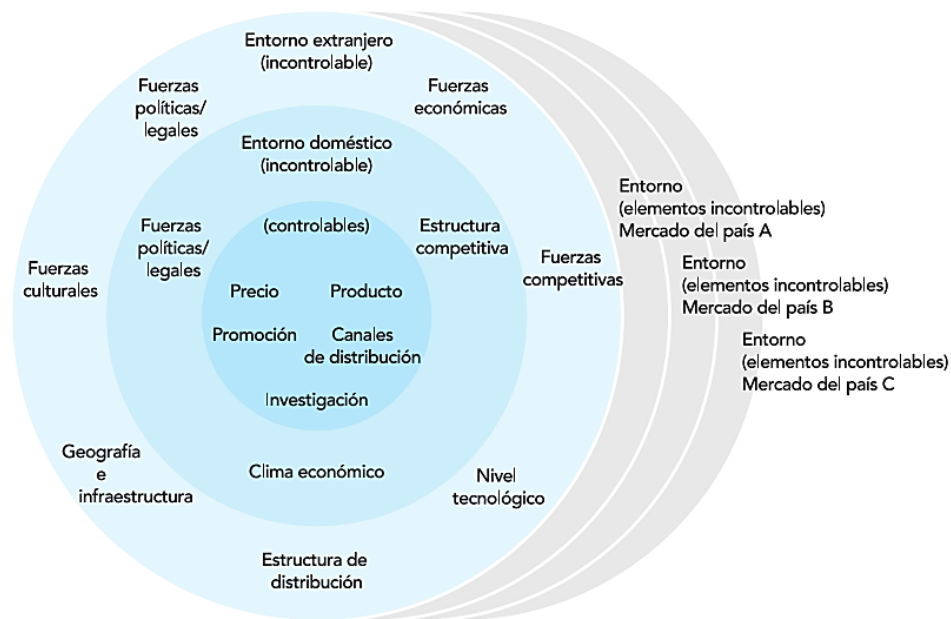 Entorno extranjero
(incontrolable)
Fuerzas
políticas/
legales
Fuerzas
económicas
Entorno doméstico
(incontrolable)
Fuerzas
políticas/
legales
(controlables)
Estructura
competitiva
Fuerzas
culturales
Fuerzas
competitivas
Precio
Producto
Promoción
Canales
de distribución
Investigación
Geografía
e
infraestructura
Clima económico
Nivel
tecnológico
Estructura de
distribución
Entorno
(elementos incontrolables)
Mercado del país A
Entorno
(elementos incontrolables)
Mercado del país B
Entorno
(elementos incontrolables)
Mercado del país C